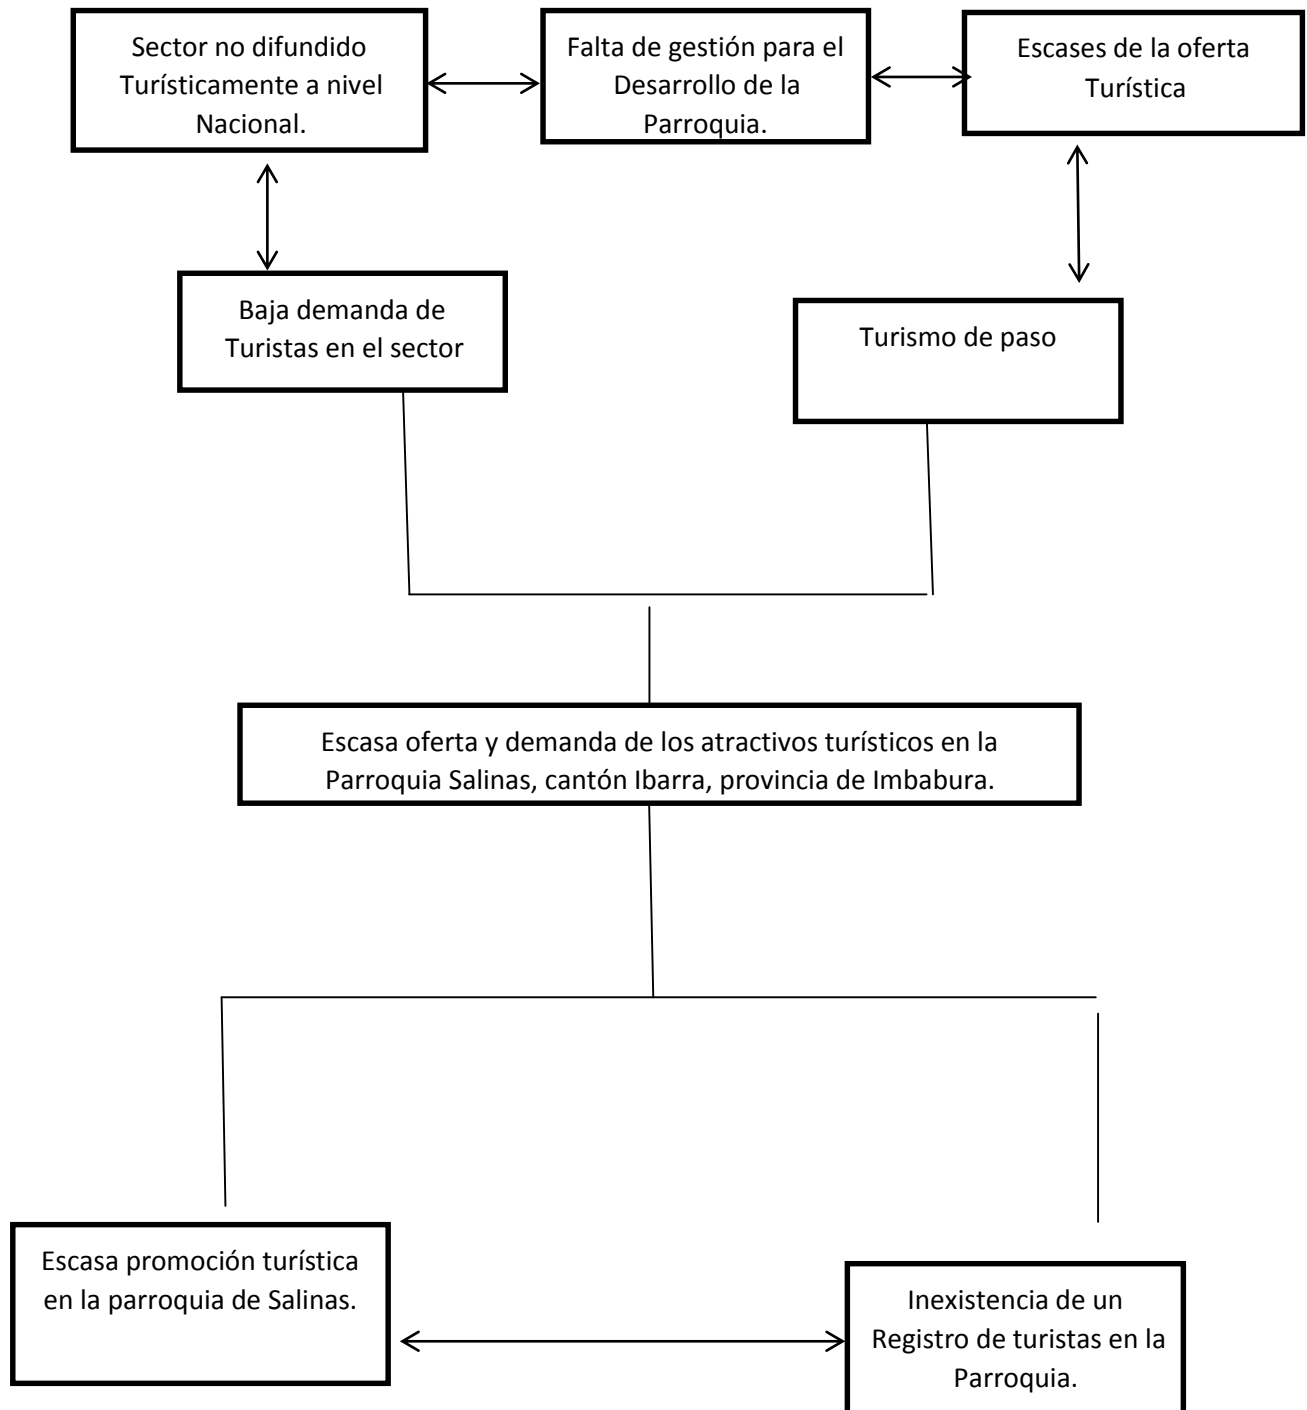 Sector no difundido
Turísticamente a nivel
Nacional.
Falta de gestión para el
Desarrollo de la
Parroquia.
Escases de la oferta
Turística
Baja demanda de
Turistas en el sector
Turismo de paso
Escasa oferta y demanda de los atractivos turísticos en la
Parroquia Salinas, cantón Ibarra, provincia de Imbabura.
Escasa promoción turística
en la parroquia de Salinas.
Inexistencia de un
Registro de turistas en la
Parroquia.